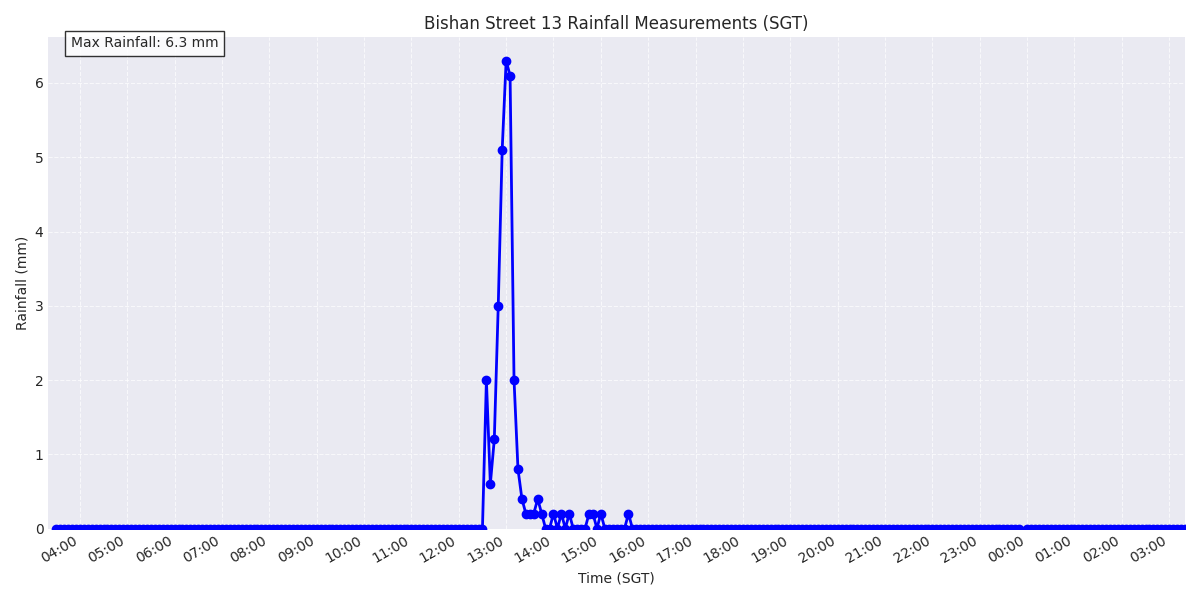 Bishan Street 13 Rainfall Measurements (SGT)
Max Rainfall: 6.3 mm
Rainfall (mm)
6
5
4
3
2
1
0
04:00 05:00 06:00 07:00 08:00 09:00 10:00 11:00 12:00 13:00 14:00 15:00 16:00 17:00 18:00 19:00 20:00 21:00 22:00 23:00 00:00 01:00 02:00 03:00
Time (SGT)